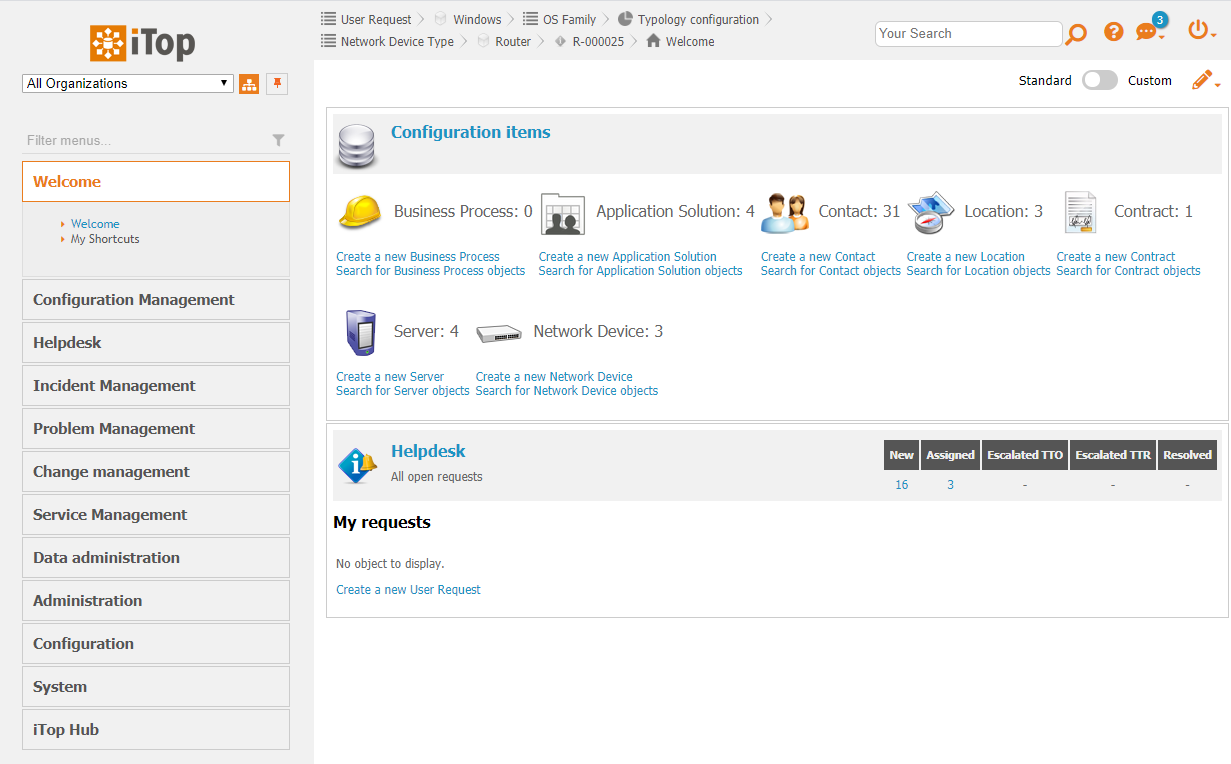 iTop
All Organizations
Filter menus...
Welcome
Welcome
My Shortcuts
Configuration Management
Helpdesk
Incident Management
Problem Management
Change management
Service Management
Data administration
Administration
Configuration
System
iTop Hub
User Request Windows OS Family Typology configuration
Network Device Type Router R-000025 Welcome
Your Search
3
Standard Custom
Configuration items
Business Process: 0 Application Solution: 4 Contact: 31 Location: 3 Contract: 1
Create a new Business Process Create a new Application Solution Create a new Contact Create a new Location Create a new Contract
Search for Business Process objects Search for Application Solution objects Search for Contact objects Search for Location objects Search for Contract objects
Server: 4 Network Device: 3
Create a new Server Create a new Network Device
Search for Server objects Search for Network Device objects
Helpdesk
All open requests
New Assigned Escalated TTO Escalated TTR Resolved
16 3 - - -
My requests
No object to display.
Create a new User Request